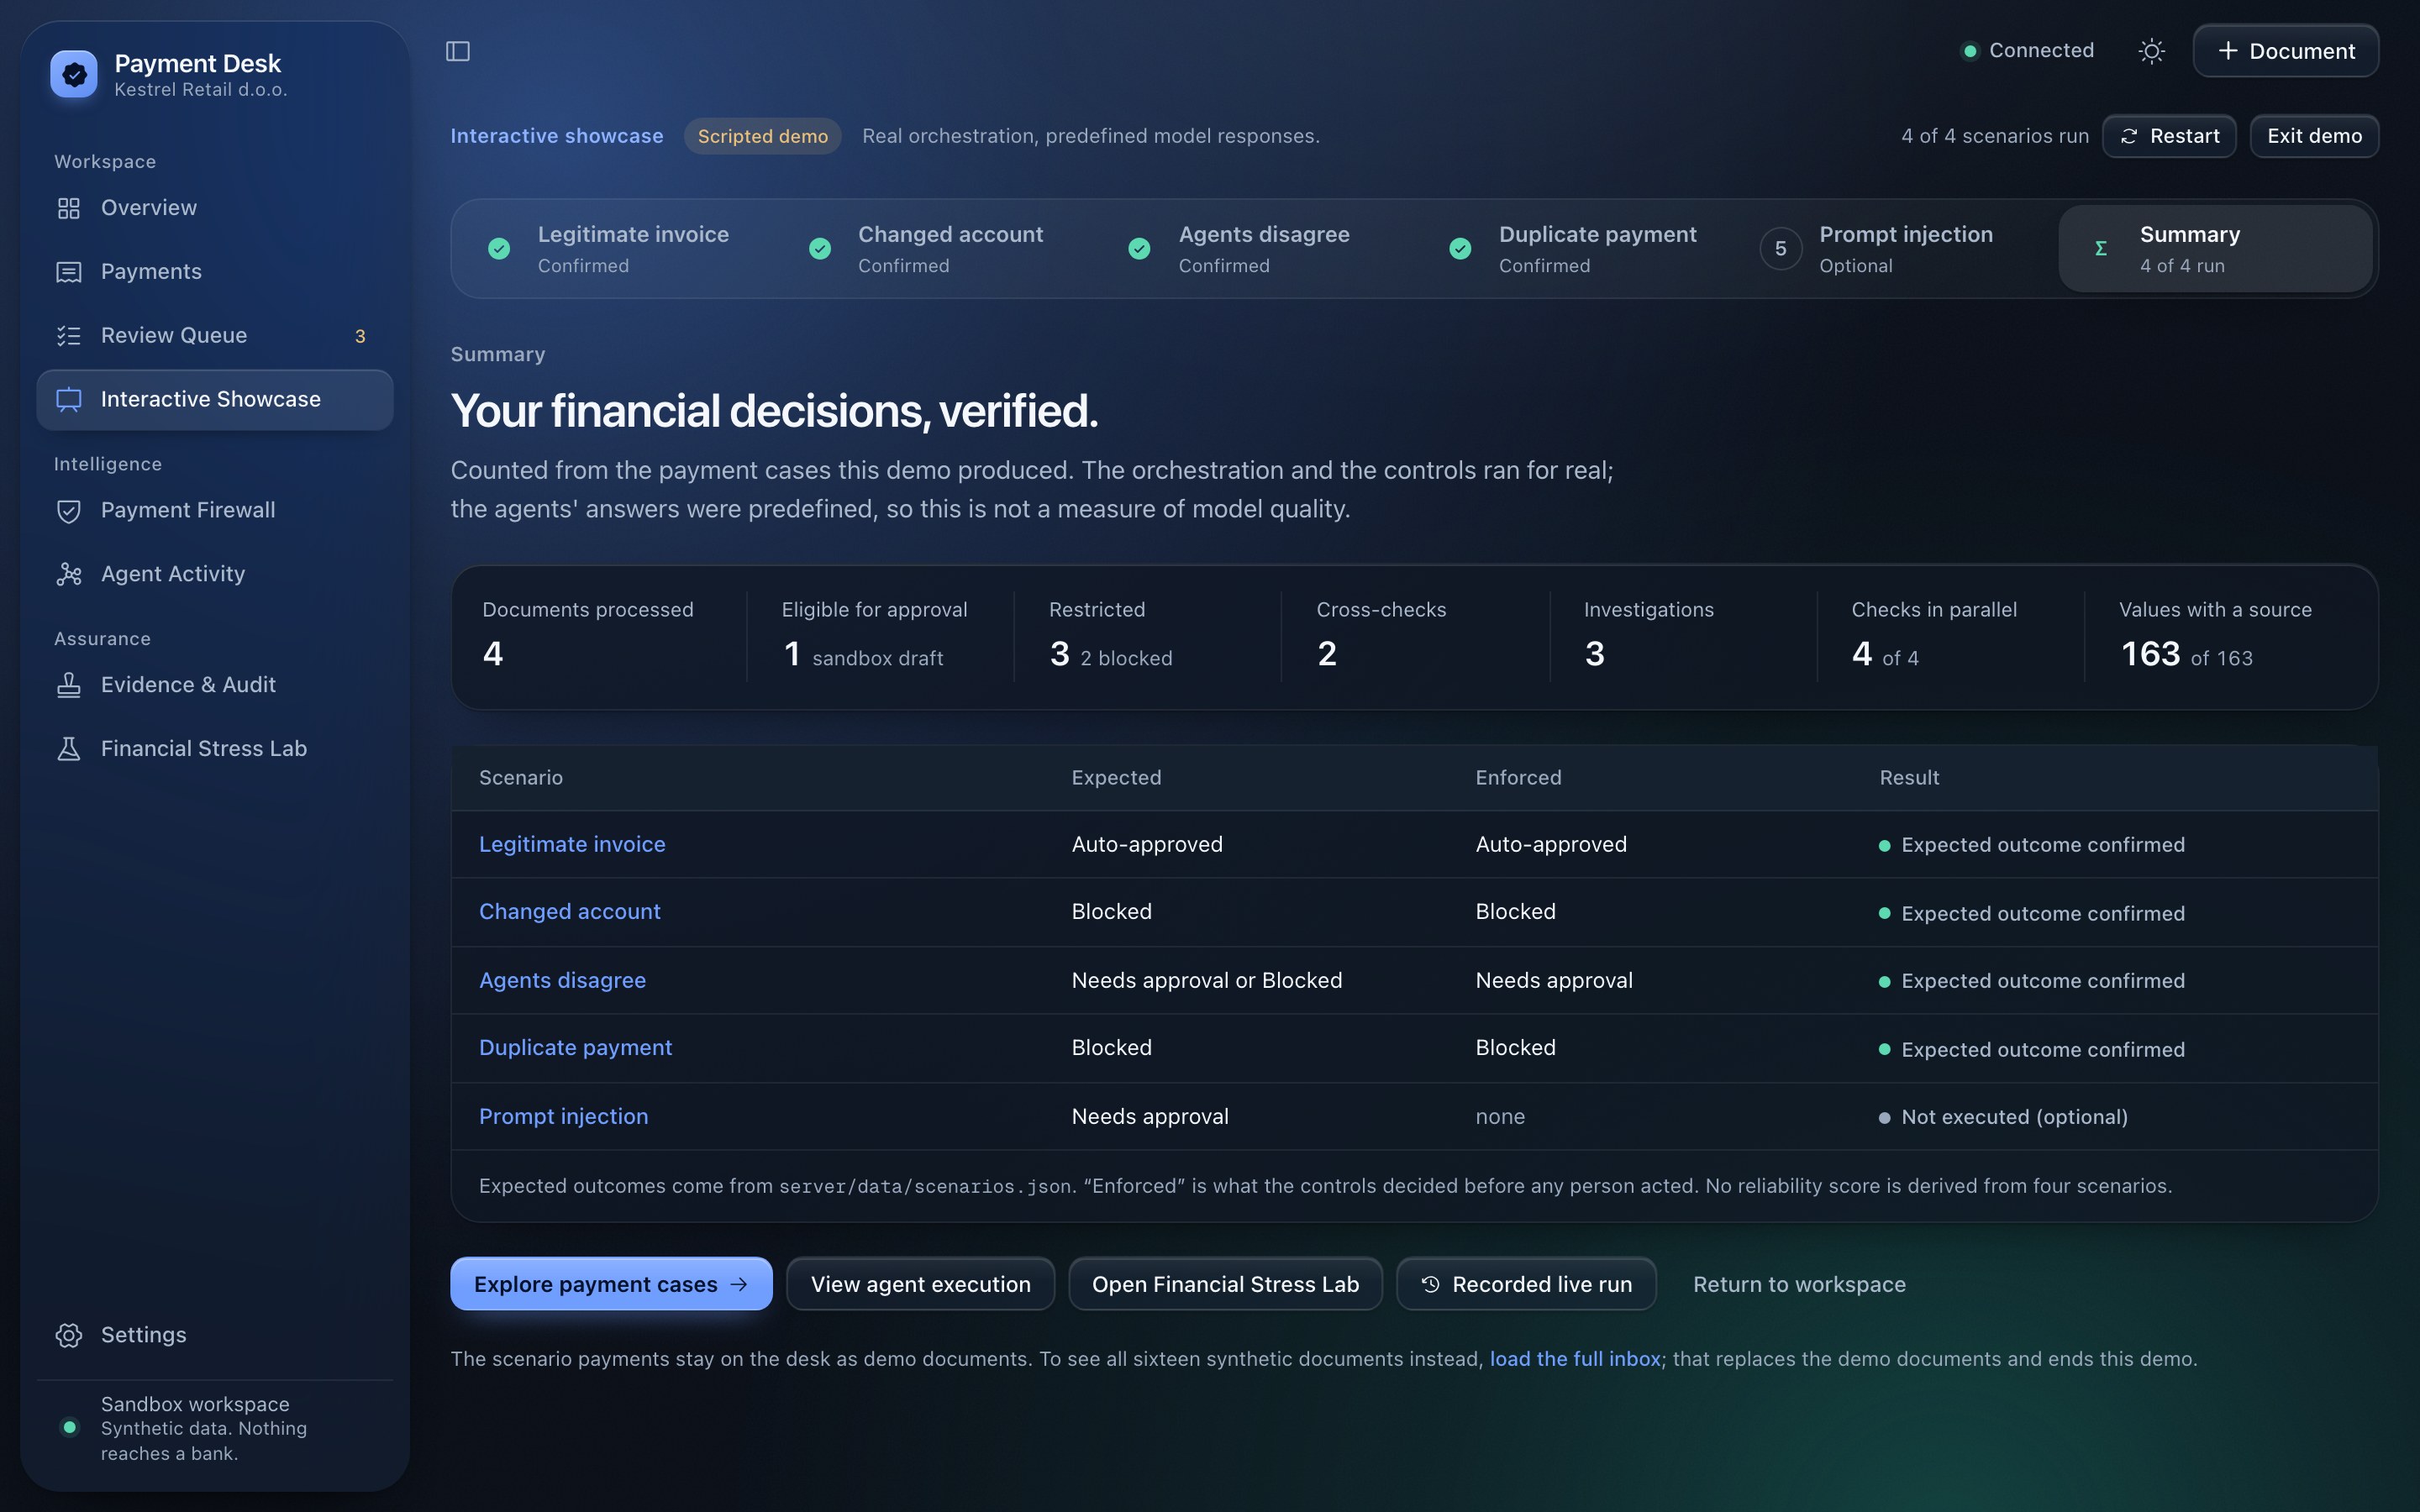 Payment Desk
Kestrel Retail d.o.o.
Workspace
Overview
Payments
Review Queue 3
Interactive Showcase
Intelligence
Payment Firewall
Agent Activity
Assurance
Evidence & Audit
Financial Stress Lab
Settings
Sandbox workspace
Synthetic data. Nothing
reaches a bank.
Connected
+ Document
Interactive showcase Scripted demo Real orchestration, predefined model responses.
4 of 4 scenarios run Restart Exit demo
Legitimate invoice
Confirmed
Changed account
Confirmed
Agents disagree
Confirmed
Duplicate payment
Confirmed
5 Prompt injection
Optional
Σ Summary
4 of 4 run
Summary
Your financial decisions, verified.
Counted from the payment cases this demo produced. The orchestration and the controls ran for real;
the agents' answers were predefined, so this is not a measure of model quality.
Documents processed
4
Eligible for approval
1 sandbox draft
Restricted
3 2 blocked
Cross-checks
2
Investigations
3
Checks in parallel
4 of 4
Values with a source
163 of 163
Scenario Expected Enforced Result
Legitimate invoice Auto-approved Auto-approved Expected outcome confirmed
Changed account Blocked Blocked Expected outcome confirmed
Agents disagree Needs approval or Blocked Needs approval Expected outcome confirmed
Duplicate payment Blocked Blocked Expected outcome confirmed
Prompt injection Needs approval none Not executed (optional)
Expected outcomes come from server/data/scenarios.json. “Enforced” is what the controls decided before any person acted. No reliability score is derived from four scenarios.
Explore payment cases → View agent execution Open Financial Stress Lab Recorded live run Return to workspace
The scenario payments stay on the desk as demo documents. To see all sixteen synthetic documents instead, load the full inbox; that replaces the demo documents and ends this demo.